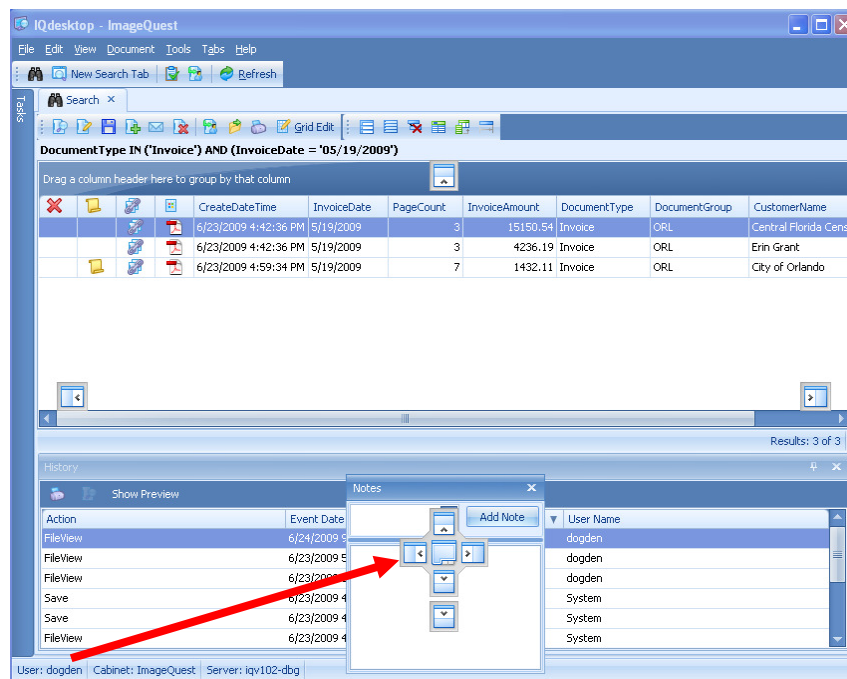 IQdesktop - ImageQuest
File Edit View Document Tools Tabs Help
New Search Tab Refresh
Tasks
Search
Grid Edit
DocumentType IN ('Invoice') AND (InvoiceDate = '05/19/2009')
Drag a column header here to group by that column
CreateDateTime InvoiceDate PageCount InvoiceAmount DocumentType DocumentGroup CustomerName
6/23/2009 4:42:36 PM 5/19/2009 3 15150.54 Invoice ORL Central Florida Cens
6/23/2009 4:42:36 PM 5/19/2009 3 4236.19 Invoice ORL Erin Grant
6/23/2009 4:59:34 PM 5/19/2009 7 1432.11 Invoice ORL City of Orlando
Results: 3 of 3
History
Notes
Show Preview
Add Note
Action Event Date User Name
FileView 6/24/2009 9 dogden
FileView 6/23/2009 5 dogden
FileView 6/23/2009 dogden
Save 6/23/2009 System
Save 6/23/2009 4 System
FileView 6/23/2009 4 System
User: dogden Cabinet: ImageQuest Server: iqv102-dbg